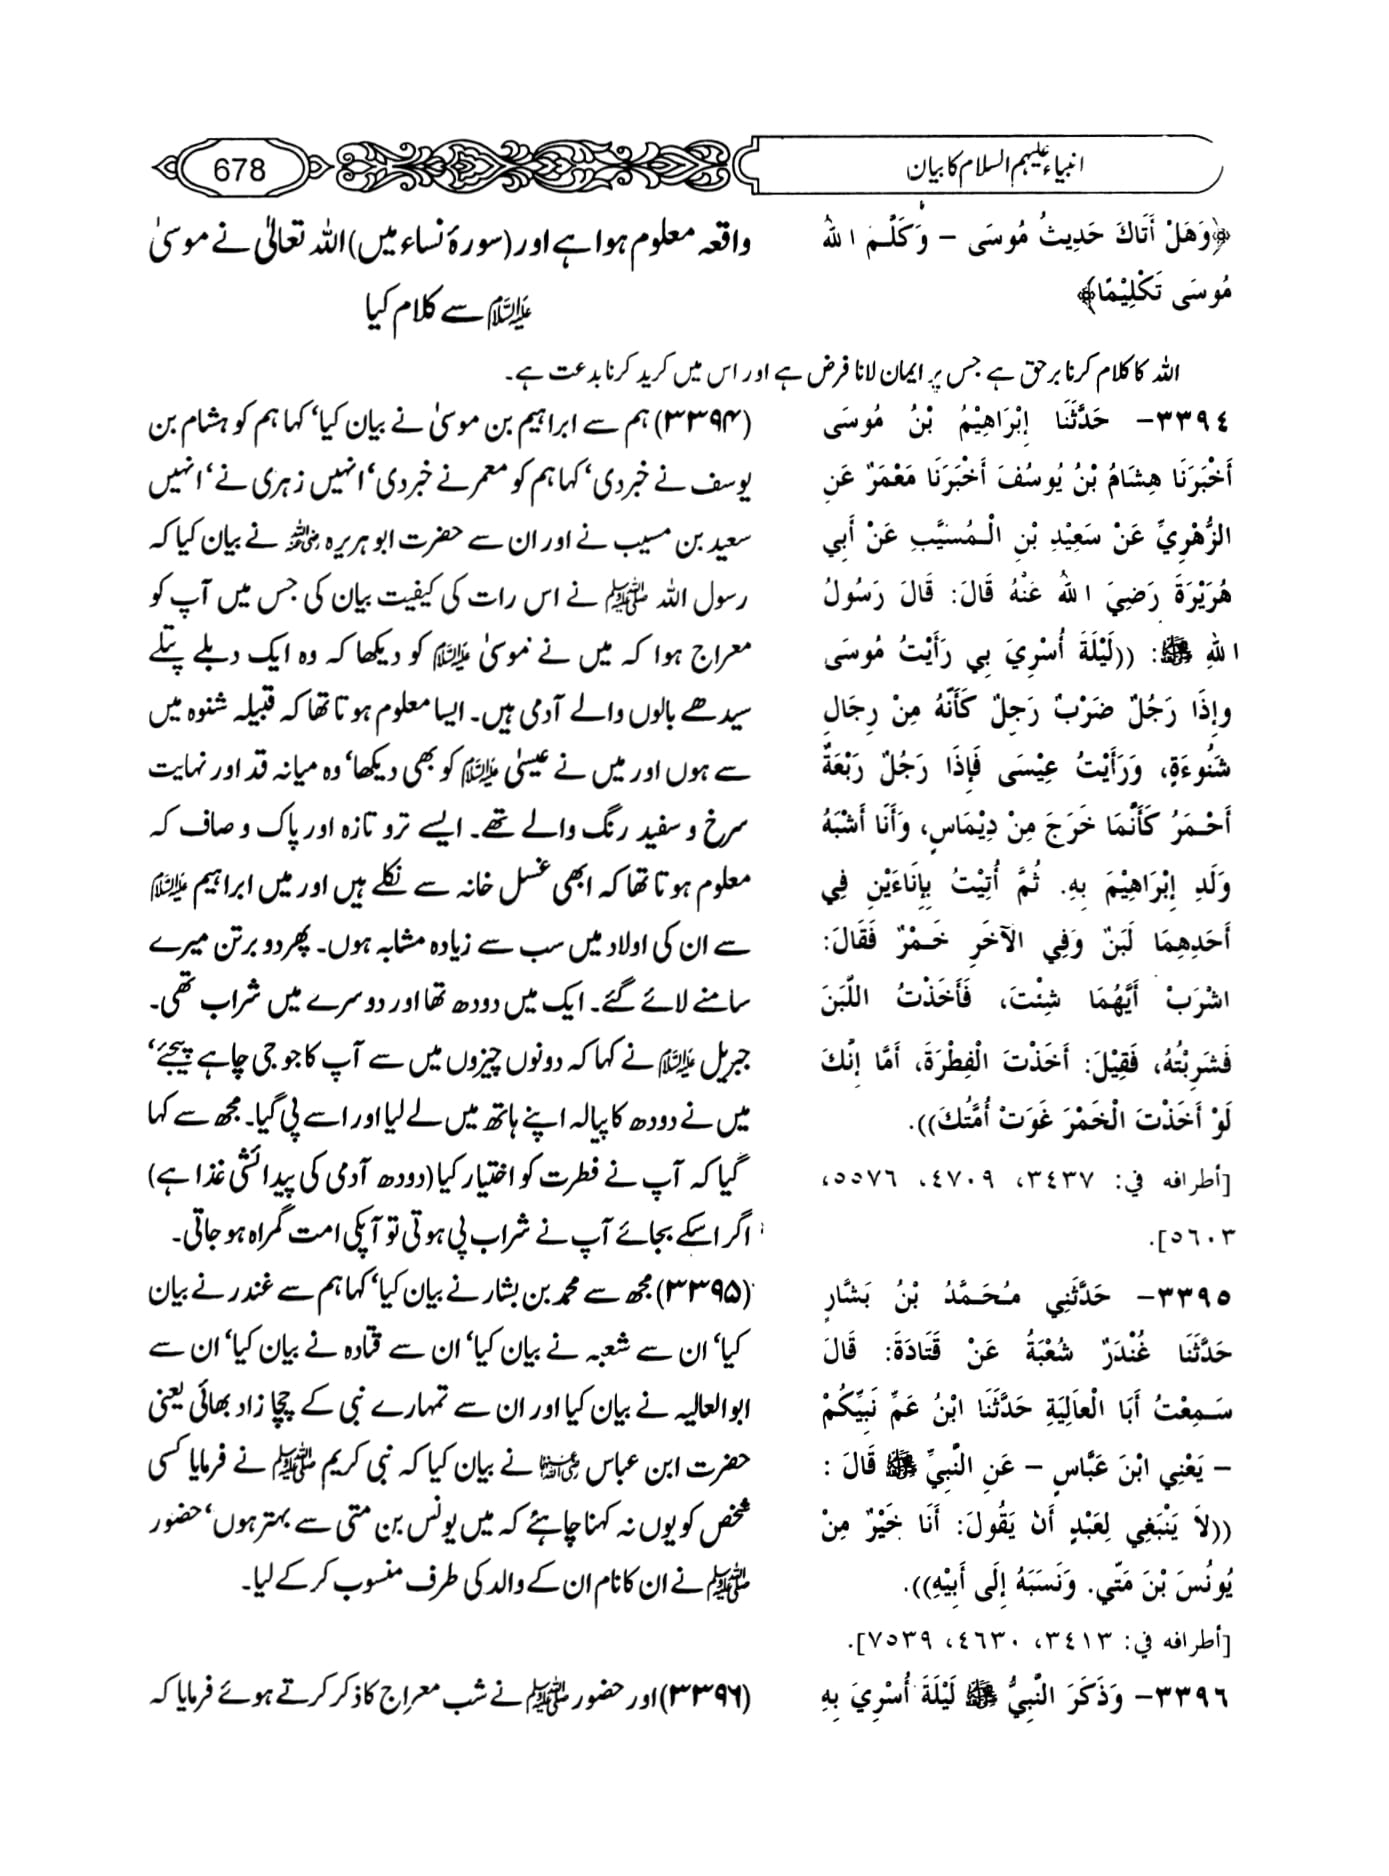 انبیاء علیہم السلام کا بیان
678
﴿وَهَلْ أَتَاكَ حَدِيثُ مُوسَى – وَكَلَّمَ اللهُ
مُوسَى تَكْلِيْمًا﴾
واقعہ معلوم ہوا ہے اور (سورۂ نساء میں) اللہ تعالیٰ نے موسیٰ
علیہ السلام سے کلام کیا
اللہ کا کلام کرنا برحق ہے جس پر ایمان لانا فرض ہے اور اس میں کرید کرنا بدعت ہے۔
٣٣٩٤– حَدَّثَنَا إِبْرَاهِيْمُ بْنُ مُوسَى
أَخْبَرَنَا هِشَامُ بْنُ يُوسُفَ أَخْبَرَنَا مَعْمَرٌ عَنِ
الزُّهْرِيِّ عَنْ سَعِيْدِ بْنِ الْـمُسَيَّبِ عَنْ أَبِي
هُرَيْرَةَ رَضِيَ اللهُ عَنْهُ قَالَ: قَالَ رَسُولُ
اللهِ ﷺ: ((لَيْلَةَ أُسْرِيَ بِي رَأَيْتُ مُوسَى
وإِذَا رَجُلٌ ضَرْبٌ رَجِلٌ كَأَنَّهُ مِنْ رِجَالِ
شَنُوءَةٍ، وَرَأَيْتُ عِيْسَى فَإِذَا رَجُلٌ رَبْعَةٌ
أَحْـمَرُ كَأَنَّمَا خَرَجَ مِنْ دِيْمَاسٍ، وَأَنَا أَشْبَهُ
وَلَدِ إِبْرَاهِيْمَ بِهِ. ثُمَّ أُتِيْتُ بِإِنَاءَيْنِ فِي
أَحَدِهِمَا لَبَنٌ وَفِي الآخَرِ خَـمْرٌ فَقَالَ:
اشْرَبْ أَيَّهُمَا شِئْتَ، فَأَخَذْتُ اللَّبَنَ
فَشَرِبْتُهُ، فَقِيْلَ: أَخَذْتَ الْفِطْرَةَ، أَمَّا إِنَّكَ
لَوْ أَخَذْتَ الْخَمْرَ غَوَتْ أُمَّتُكَ)).
[أطرافه في: ٣٤٣٧، ٤٧٠٩، ٥٥٧٦،
٥٦٠٣].
(۳۳۹۴) ہم سے ابراہیم بن موسیٰ نے بیان کیا‘ کہا ہم کو ہشام بن
یوسف نے خبر دی‘ کہا ہم کو معمر نے خبر دی‘ انہیں زہری نے‘ انہیں
سعید بن مسیب نے اور ان سے حضرت ابو ہریرہ رضی اللہ عنہ نے بیان کیا کہ
رسول اللہ ﷺ نے اس رات کی کیفیت بیان کی جس میں آپ کو
معراج ہوا کہ میں نے موسیٰ علیہ السلام کو دیکھا کہ وہ ایک دبلے پتلے
سیدھے بالوں والے آدمی ہیں۔ ایسا معلوم ہوتا تھا کہ قبیلہ شنوہ میں
سے ہوں اور میں نے عیسیٰ علیہ السلام کو بھی دیکھا‘ وہ میانہ قد اور نہایت
سرخ و سفید رنگ والے تھے۔ ایسے تروتازہ اور پاک و صاف کہ
معلوم ہوتا تھا کہ ابھی غسل خانہ سے نکلے ہیں اور میں ابراہیم علیہ السلام
سے ان کی اولاد میں سب سے زیادہ مشابہ ہوں۔ پھر دو برتن میرے
سامنے لائے گئے۔ ایک میں دودھ تھا اور دوسرے میں شراب تھی۔
جبریل علیہ السلام نے کہا کہ دونوں چیزوں میں سے آپ کا جو جی چاہے پیجئے‘
میں نے دودھ کا پیالہ اپنے ہاتھ میں لے لیا اور اسے پی گیا۔ مجھ سے کہا
گیا کہ آپ نے فطرت کو اختیار کیا (دودھ آدمی کی پیدائشی غذا ہے)
اگر اسکے بجائے آپ نے شراب پی ہوتی تو آپکی امت گمراہ ہو جاتی۔
٣٣٩٥– حَدَّثَنِي مُـحَمَّدُ بْنُ بَشَّارٍ
حَدَّثَنَا غُنْدَرٌ شُعْبَةُ عَنْ قَتَادَةَ: قَالَ
سَـمِعْتُ أَبَا الْعَالِيَةِ حَدَّثَنَا ابْنُ عَمِّ نَبِيِّكُمْ
– يَعْنِي ابْنَ عَبَّاسٍ – عَنِ النَّبِيِّ ﷺ قَالَ :
((لاَ يَنْبَغِي لِعَبْدٍ أَنْ يَقُولَ: أَنَا خَيْرٌ مِنْ
يُونُسَ بْنَ مَتَّي. وَنَسَبَهُ إِلَى أَبِيْهِ)).
[أطرافه في: ٣٤١٣، ٤٦٣٠، ٧٥٣٩].
(۳۳۹۵) مجھ سے محمد بن بشار نے بیان کیا‘ کہا ہم سے غندر نے بیان
کیا‘ ان سے شعبہ نے بیان کیا‘ ان سے قتادہ نے بیان کیا‘ ان سے
ابوالعالیہ نے بیان کیا اور ان سے تمہارے نبی کے چچا زاد بھائی یعنی
حضرت ابن عباس رضی اللہ عنہما نے بیان کیا کہ نبی کریم ﷺ نے فرمایا کسی
شخص کو یوں نہ کہنا چاہئے کہ میں یونس بن متی سے بہتر ہوں‘ حضور
ﷺ نے ان کا نام ان کے والد کی طرف منسوب کر کے لیا۔
٣٣٩٦– وَذَكَرَ النَّبِيُّ ﷺ لَيْلَةَ أُسْرِيَ بِهِ
(۳۳۹۶) اور حضور ﷺ نے شب معراج کا ذکر کرتے ہوئے فرمایا کہ